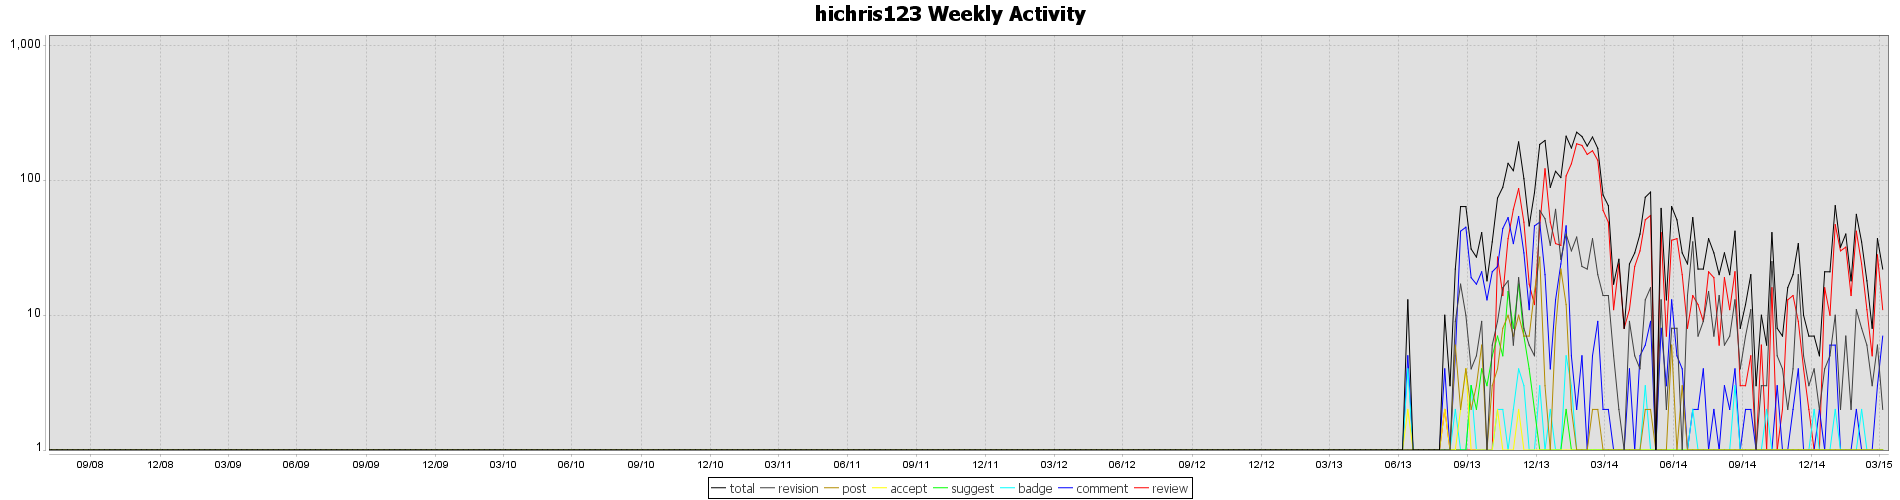 hichris123 Weekly Activity
1,000
100
10
1
09/08 12/08 03/09 06/09 09/09 12/09 03/10 06/10 09/10 12/10 03/11 06/11 09/11 12/11 03/12 06/12 09/12 12/12 03/13 06/13 09/13 12/13 03/14 06/14 09/14 12/14 03/15
total revision post accept suggest badge comment review